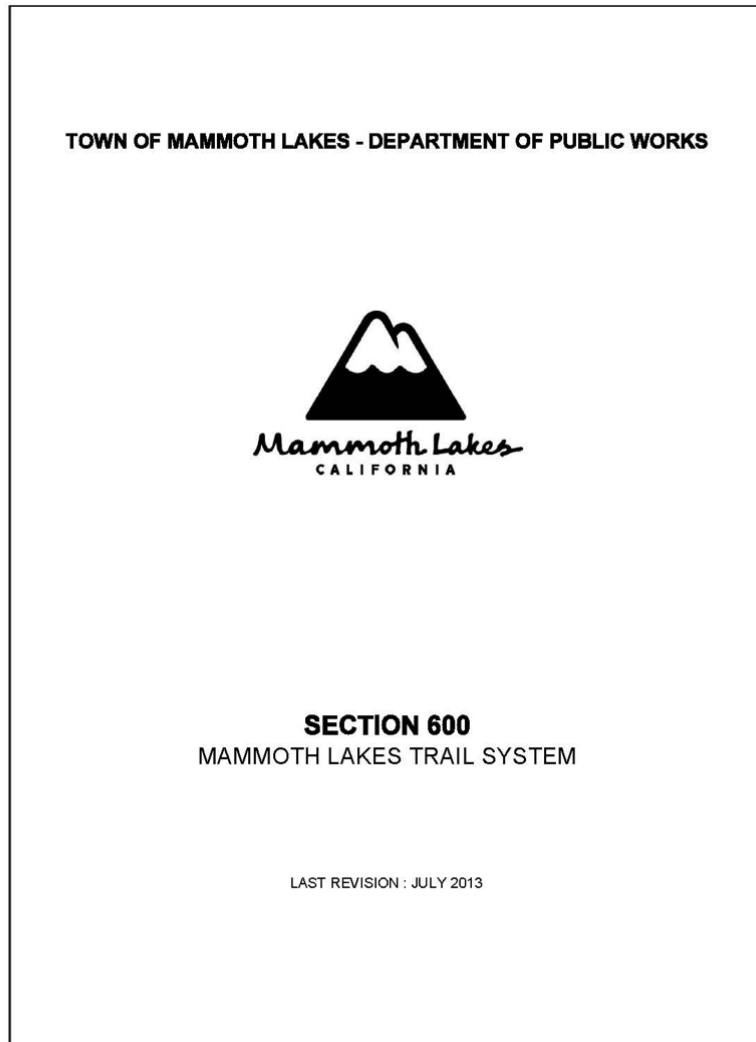 TOWN OF MAMMOTH LAKES - DEPARTMENT OF PUBLIC WORKS
Mammoth Lakes
CALIFORNIA
SECTION 600
MAMMOTH LAKES TRAIL SYSTEM
LAST REVISION : JULY 2013